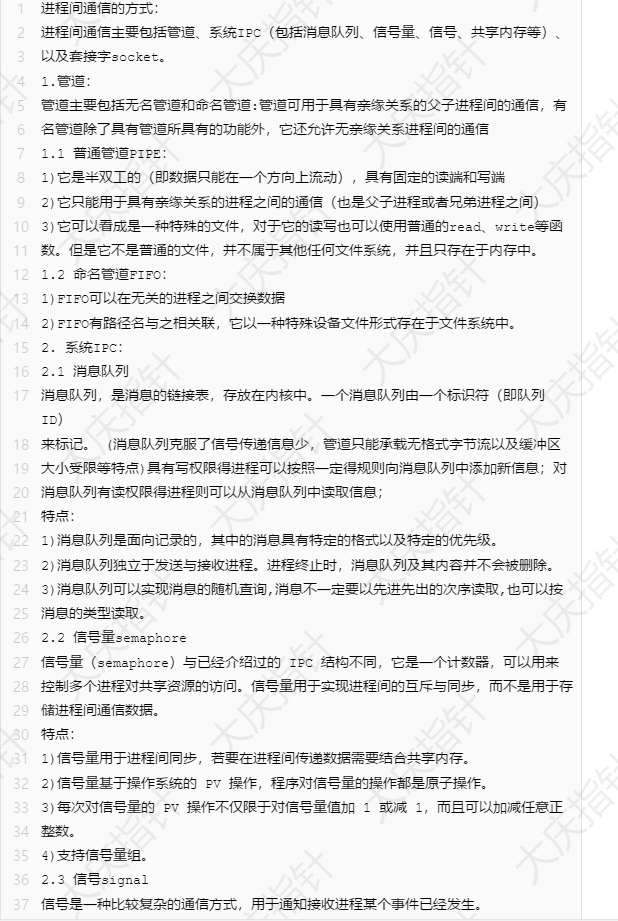 1 进程间通信的方式：
2 进程间通信主要包括管道、系统IPC（包括消息队列、信号量、信号、共享内存等）、
3 以及套接字socket。
4 1.管道：
5 管道主要包括无名管道和命名管道:管道可用于具有亲缘关系的父子进程间的通信，有
6 名管道除了具有管道所具有的功能外，它还允许无亲缘关系进程间的通信
7 1.1 普通管道PIPE：
8 1)它是半双工的（即数据只能在一个方向上流动），具有固定的读端和写端
9 2)它只能用于具有亲缘关系的进程之间的通信（也是父子进程或者兄弟进程之间）
10 3)它可以看成是一种特殊的文件，对于它的读写也可以使用普通的read、write等函
11 数。但是它不是普通的文件，并不属于其他任何文件系统，并且只存在于内存中。
12 1.2 命名管道FIFO：
13 1)FIFO可以在无关的进程之间交换数据
14 2)FIFO有路径名与之相关联，它以一种特殊设备文件形式存在于文件系统中。
15 2. 系统IPC：
16 2.1 消息队列
17 消息队列，是消息的链接表，存放在内核中。一个消息队列由一个标识符（即队列
ID）
18 来标记。 (消息队列克服了信号传递信息少，管道只能承载无格式字节流以及缓冲区
19 大小受限等特点)具有写权限得进程可以按照一定得规则向消息队列中添加新信息；对
20 消息队列有读权限得进程则可以从消息队列中读取信息；
21 特点：
22 1)消息队列是面向记录的，其中的消息具有特定的格式以及特定的优先级。
23 2)消息队列独立于发送与接收进程。进程终止时，消息队列及其内容并不会被删除。
24 3)消息队列可以实现消息的随机查询,消息不一定要以先进先出的次序读取,也可以按
25 消息的类型读取。
26 2.2 信号量semaphore
27 信号量（semaphore）与已经介绍过的 IPC 结构不同，它是一个计数器，可以用来
28 控制多个进程对共享资源的访问。信号量用于实现进程间的互斥与同步，而不是用于存
29 储进程间通信数据。
30 特点：
31 1)信号量用于进程间同步，若要在进程间传递数据需要结合共享内存。
32 2)信号量基于操作系统的 PV 操作，程序对信号量的操作都是原子操作。
33 3)每次对信号量的 PV 操作不仅限于对信号量值加 1 或减 1，而且可以加减任意正
34 整数。
35 4)支持信号量组。
36 2.3 信号signal
37 信号是一种比较复杂的通信方式，用于通知接收进程某个事件已经发生。
大庆指针